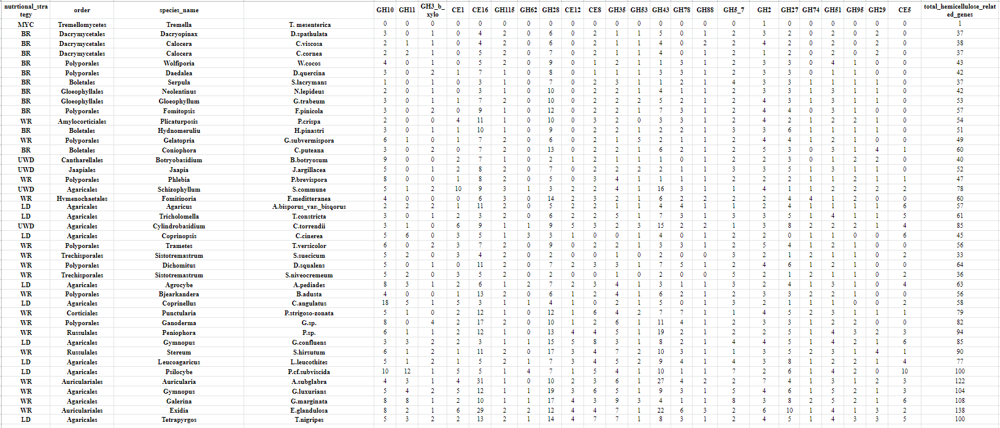 nutrtional_strategy order species_name GH10 GH11 GH3_b_xylo CE1 CE16 GH115 GH62 GH28 CE12 CE8 GH35 GH53 GH43 GH78 GH88 GH5_7 GH2 GH27 GH74 GH51 GH95 GH29 CE5 total_hemicellulose_related_genes
MYC Tremellomycetes Tremella T. mesenterica 0 0 0 0 0 0 0 0 0 0 0 0 0 0 0 0 1 0 0 0 0 0 0 1
BR Dacrymycetales Dacryopinax D.spathulata 3 0 1 0 4 2 0 6 0 2 1 1 5 0 1 2 3 2 0 2 0 2 0 37
BR Dacrymycetales Calocera C.viscosa 2 1 1 0 4 2 0 6 0 2 1 1 4 0 2 2 4 2 0 2 0 2 0 38
BR Dacrymycetales Calocera C.cornea 2 2 1 0 5 2 0 7 0 2 1 1 4 0 1 2 1 2 0 2 0 2 0 37
BR Polyporales Wolfiporia W.cocos 4 0 1 0 5 2 0 9 0 1 2 1 1 3 1 2 3 3 0 4 1 0 0 43
BR Polyporales Daedalea D.quercina 3 0 2 1 7 1 0 8 0 1 1 1 3 3 1 2 3 3 0 1 1 0 0 42
BR Boletales Serpula S.lacrymans 1 0 1 0 3 1 0 7 0 2 3 1 1 2 1 4 3 3 1 1 1 1 0 37
BR Gloeophyllales Neolentinus N.lepideus 2 0 1 0 3 1 0 10 0 2 2 1 4 1 1 2 3 3 1 3 1 1 0 42
BR Gloeophyllales Gloeophyllum G.trabeum 3 0 1 1 7 2 0 10 0 2 2 2 5 2 1 2 4 3 1 3 1 1 0 53
BR Polyporales Fomitopsis F.pinicola 3 0 2 0 9 1 0 12 0 2 2 1 7 3 1 2 4 4 0 3 1 0 0 57
WR Amylocorticiales Plicaturposis P.crispa 2 0 0 4 11 1 0 10 0 3 2 0 3 3 1 2 4 2 1 2 2 1 0 54
BR Boletales Hydnomeruliu H.pinastri 3 0 1 1 10 1 0 9 0 2 2 1 2 2 1 3 3 6 1 1 1 1 0 51
WR Polyporales Gelatopria G.subvermispora 6 1 0 1 7 2 0 6 0 2 1 5 2 1 1 2 4 4 1 2 1 0 0 49
BR Boletales Coniophora C.puteana 3 0 2 0 7 2 0 13 0 2 2 1 6 2 1 2 5 3 0 3 1 4 1 60
UWD Cantharellales Botryobasidium B.botryosum 9 0 0 2 7 1 0 2 1 2 1 1 1 0 1 2 2 3 0 1 2 2 0 40
UWD Jaapiales Jaapia J.argillacea 5 0 1 2 8 2 0 7 0 2 2 2 2 1 1 3 3 5 1 3 1 1 0 52
WR Polyporales Phlebia P.brevispora 8 0 0 1 8 2 0 5 0 3 4 1 1 1 1 2 2 2 1 1 2 1 1 47
UWD Agaricales Schizophyllum S.commune 5 1 2 10 9 3 1 3 2 2 4 1 16 3 1 1 4 1 1 2 2 2 2 78
WR Hymenochaetales Fomitiporia F.meditteranea 4 0 0 0 6 3 0 14 2 3 2 1 6 2 2 2 2 4 4 1 2 0 0 60
LD Agaricales Agaricus A.bisporus_var._bisqorus 2 2 2 1 11 2 0 5 2 2 1 1 4 4 1 1 2 4 1 1 1 1 6 57
LD Agaricales Tricholomella T.constricta 3 0 1 2 3 2 0 6 2 2 5 1 7 3 1 3 3 5 1 4 1 1 5 61
UWD Agaricales Cylindrobasidium C.torrendii 3 1 0 6 9 1 1 9 5 3 2 3 15 2 2 1 3 8 2 2 2 1 4 85
LD Agaricales Coprinopsis C.cinerea 5 6 0 3 5 1 3 3 1 0 0 1 4 0 1 2 2 0 1 1 0 0 6 45
WR Polyporales Trametes T.versicolor 6 0 2 3 7 2 0 9 0 2 2 1 3 3 1 2 5 4 1 2 1 0 0 56
WR Trechisporales Sistotremastrum S.suecicum 5 2 0 3 4 2 0 2 0 0 1 0 2 0 0 3 2 1 2 1 1 0 2 33
WR Polyporales Dichomitus D.squalens 5 0 1 0 11 2 0 7 2 3 3 1 7 5 1 2 4 6 1 2 1 0 0 64
WR Trechisporales Sistotremastrum S.niveocremeum 5 2 0 3 5 2 0 2 0 0 1 0 2 0 0 5 2 1 2 1 1 0 2 36
LD Agaricales Agrocybe A.pediades 8 3 1 2 6 1 2 7 2 3 4 1 3 1 1 3 2 4 1 3 1 0 4 63
WR Polyporales Bjearkandera B.adusta 4 0 0 1 13 2 0 6 1 2 4 1 6 2 1 2 3 3 2 2 1 0 0 56
LD Agaricales Coprinellus C.angulatus 18 5 1 5 3 1 1 4 1 0 2 1 5 0 1 3 2 1 1 1 0 0 2 58
WR Corticiales Punctularia P.strigoso-zonata 5 1 0 2 12 1 0 12 1 6 4 2 7 7 1 1 4 5 2 3 1 1 1 79
WR Polyporales Ganoderma G.sp. 8 0 4 2 17 2 0 10 1 2 6 1 11 4 1 2 3 3 1 2 2 0 0 82
WR Russulales Peniophora P.sp. 6 1 1 2 12 1 0 13 4 4 5 1 19 2 1 2 2 5 1 4 3 2 3 94
LD Agaricales Gymnopus G.confluens 3 3 2 2 3 1 1 15 5 8 3 1 8 2 1 4 4 5 1 4 2 1 6 85
WR Russulales Stereum S.hirsutum 6 1 2 1 11 2 0 17 3 4 7 2 10 3 1 1 3 5 2 3 1 4 1 90
LD Agaricales Leucoagaricus L.leucothites 5 1 2 1 5 2 1 7 3 4 5 2 9 4 1 4 3 8 1 2 2 1 4 77
LD Agaricales Psilocybe P.cf.subviscida 10 12 1 5 5 1 4 7 1 5 4 1 10 1 1 7 2 6 1 4 2 0 10 100
WR Auriculariales Auricularia A.subglabra 4 3 1 4 31 1 0 10 2 3 6 1 27 4 2 2 7 4 1 3 1 2 3 122
WR Agaricales Gymnopus G.luxurians 5 4 2 5 12 1 1 19 3 6 5 1 9 3 1 5 4 6 1 5 2 1 3 104
WR Agaricales Galerina G.marginata 8 8 1 2 10 1 1 17 4 3 9 3 4 1 1 8 3 8 2 5 2 1 6 108
WR Auriculariales Exidia E.glandulosa 8 2 1 6 29 2 2 12 4 4 7 1 22 6 3 2 6 10 1 4 1 3 2 138
LD Agaricales Tetrapyrgos T.nigripes 5 3 2 2 13 2 1 14 4 7 7 1 8 3 1 2 4 5 1 4 3 3 5 100